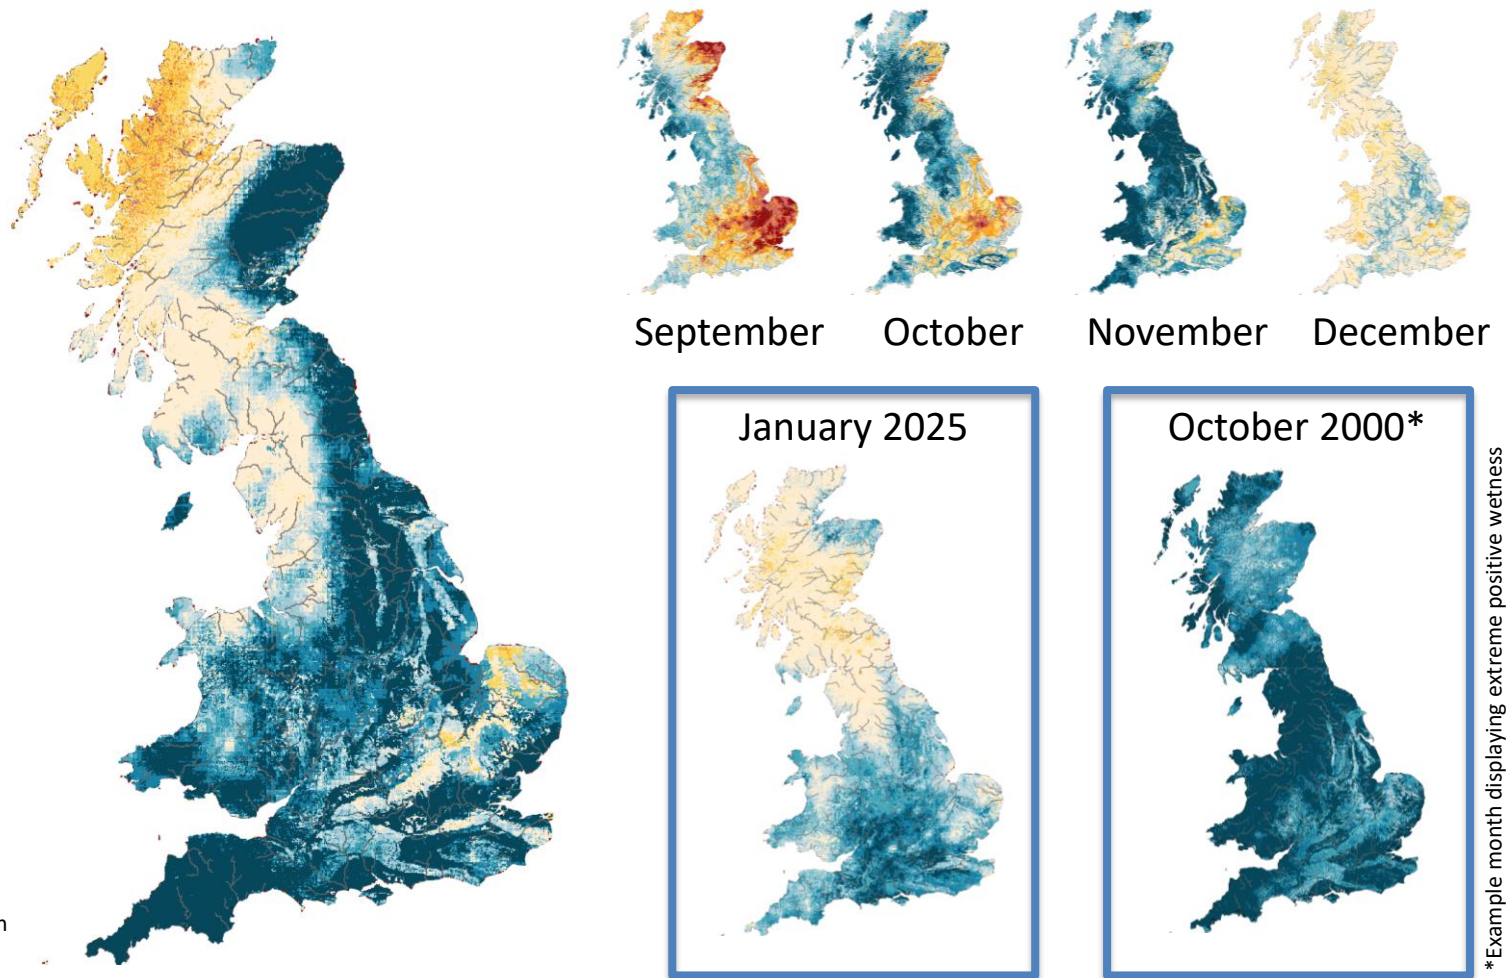 September
October
November
December
January 2025
October 2000*
*Example month displaying extreme positive wetness